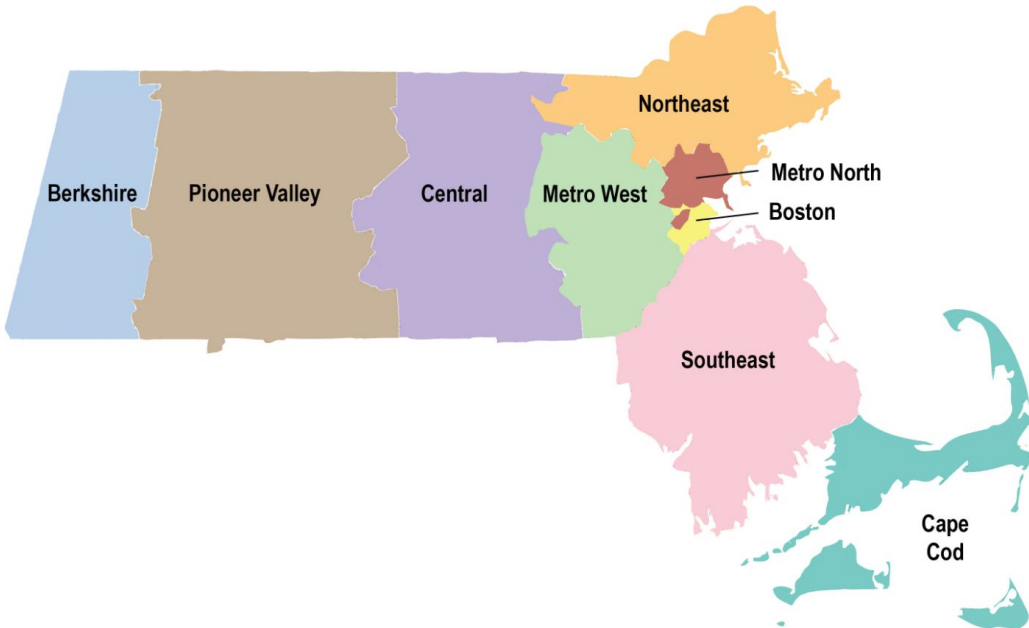 Northeast
Metro North
Berkshire
Pioneer Valley
Central
Metro West
Boston
Southeast
Cape
Cod